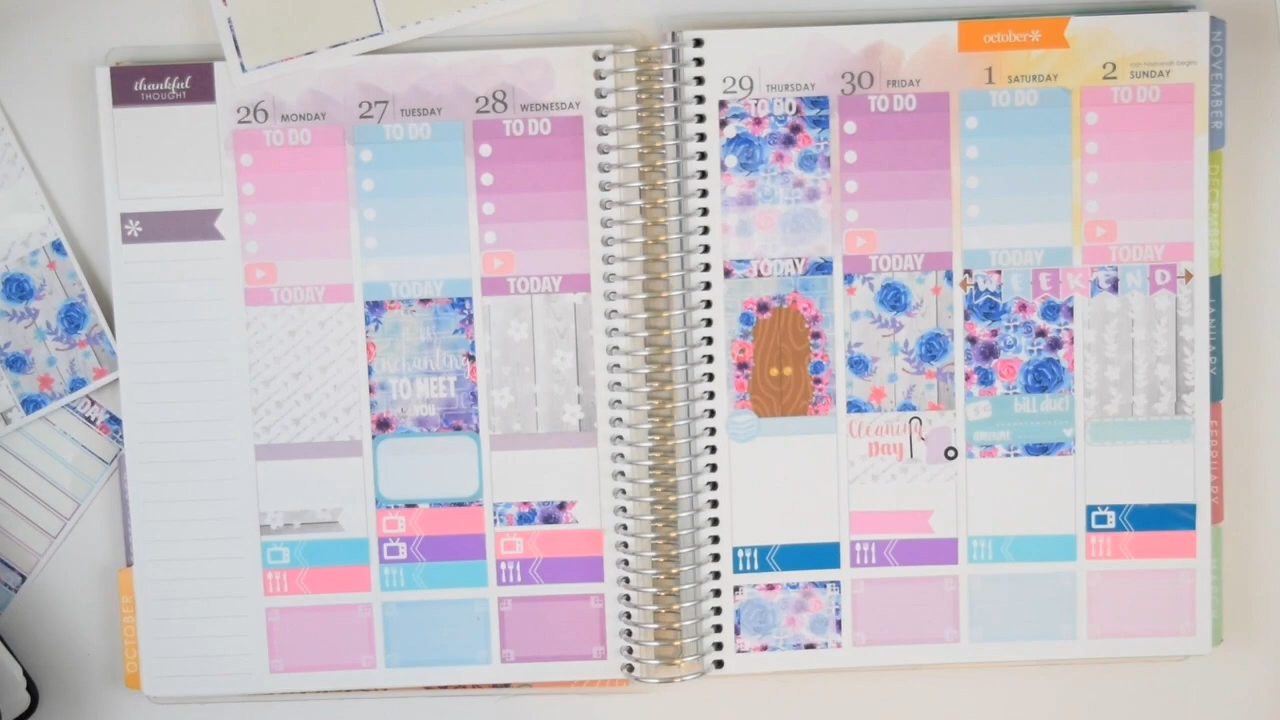 thankful
THOUGHT
26 MONDAY
27 TUESDAY
28 WEDNESDAY
29 THURSDAY
30 FRIDAY
october*
1 SATURDAY
2 SUNDAY
TO DO
TO DO
TO DO
TO DO
TO DO
TO DO
TO DO
TODAY
TODAY
TODAY
TODAY
TODAY
TODAY
TODAY
WEEKEND
enchanting
TO MEET
YOU
Cleaning
Day
bill due!
amount:
OCTOBER
NOVEMBER
DECEMBER
JANUARY
FEBRUARY